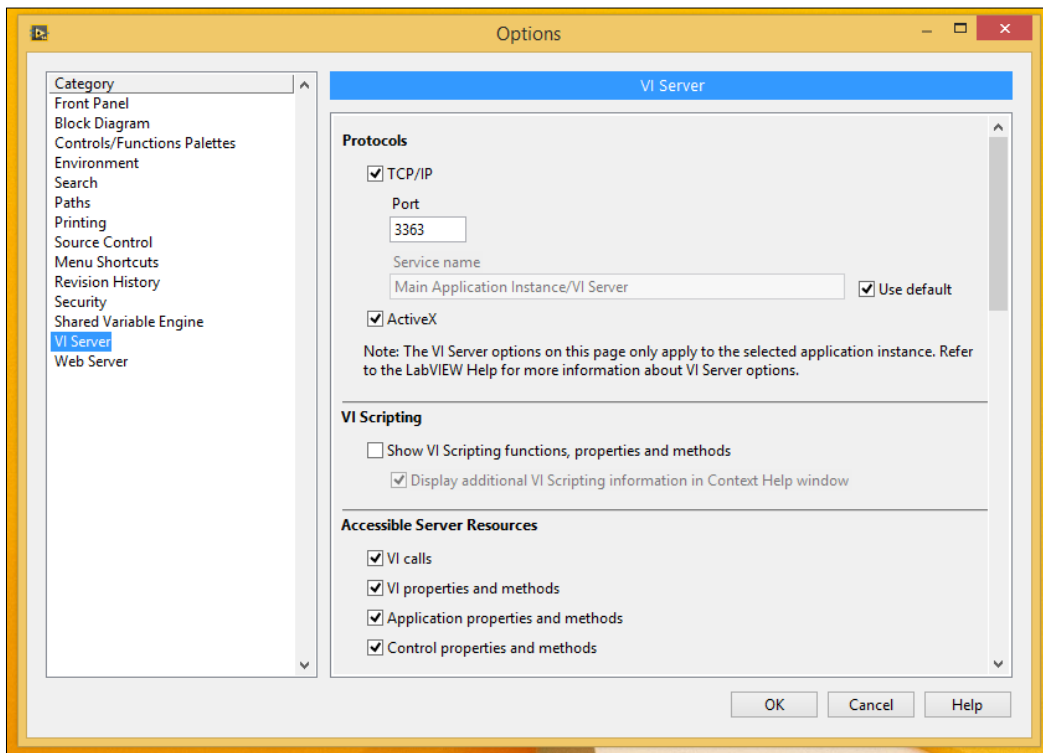 Options
Category
Front Panel
Block Diagram
Controls/Functions Palettes
Environment
Search
Paths
Printing
Source Control
Menu Shortcuts
Revision History
Security
Shared Variable Engine
VI Server
Web Server
VI Server
Protocols
TCP/IP
Port
3363
Service name
Main Application Instance/VI Server
Use default
ActiveX
Note: The VI Server options on this page only apply to the selected application instance. Refer
to the LabVIEW Help for more information about VI Server options.
VI Scripting
Show VI Scripting functions, properties and methods
Display additional VI Scripting information in Context Help window
Accessible Server Resources
VI calls
VI properties and methods
Application properties and methods
Control properties and methods
OK
Cancel
Help